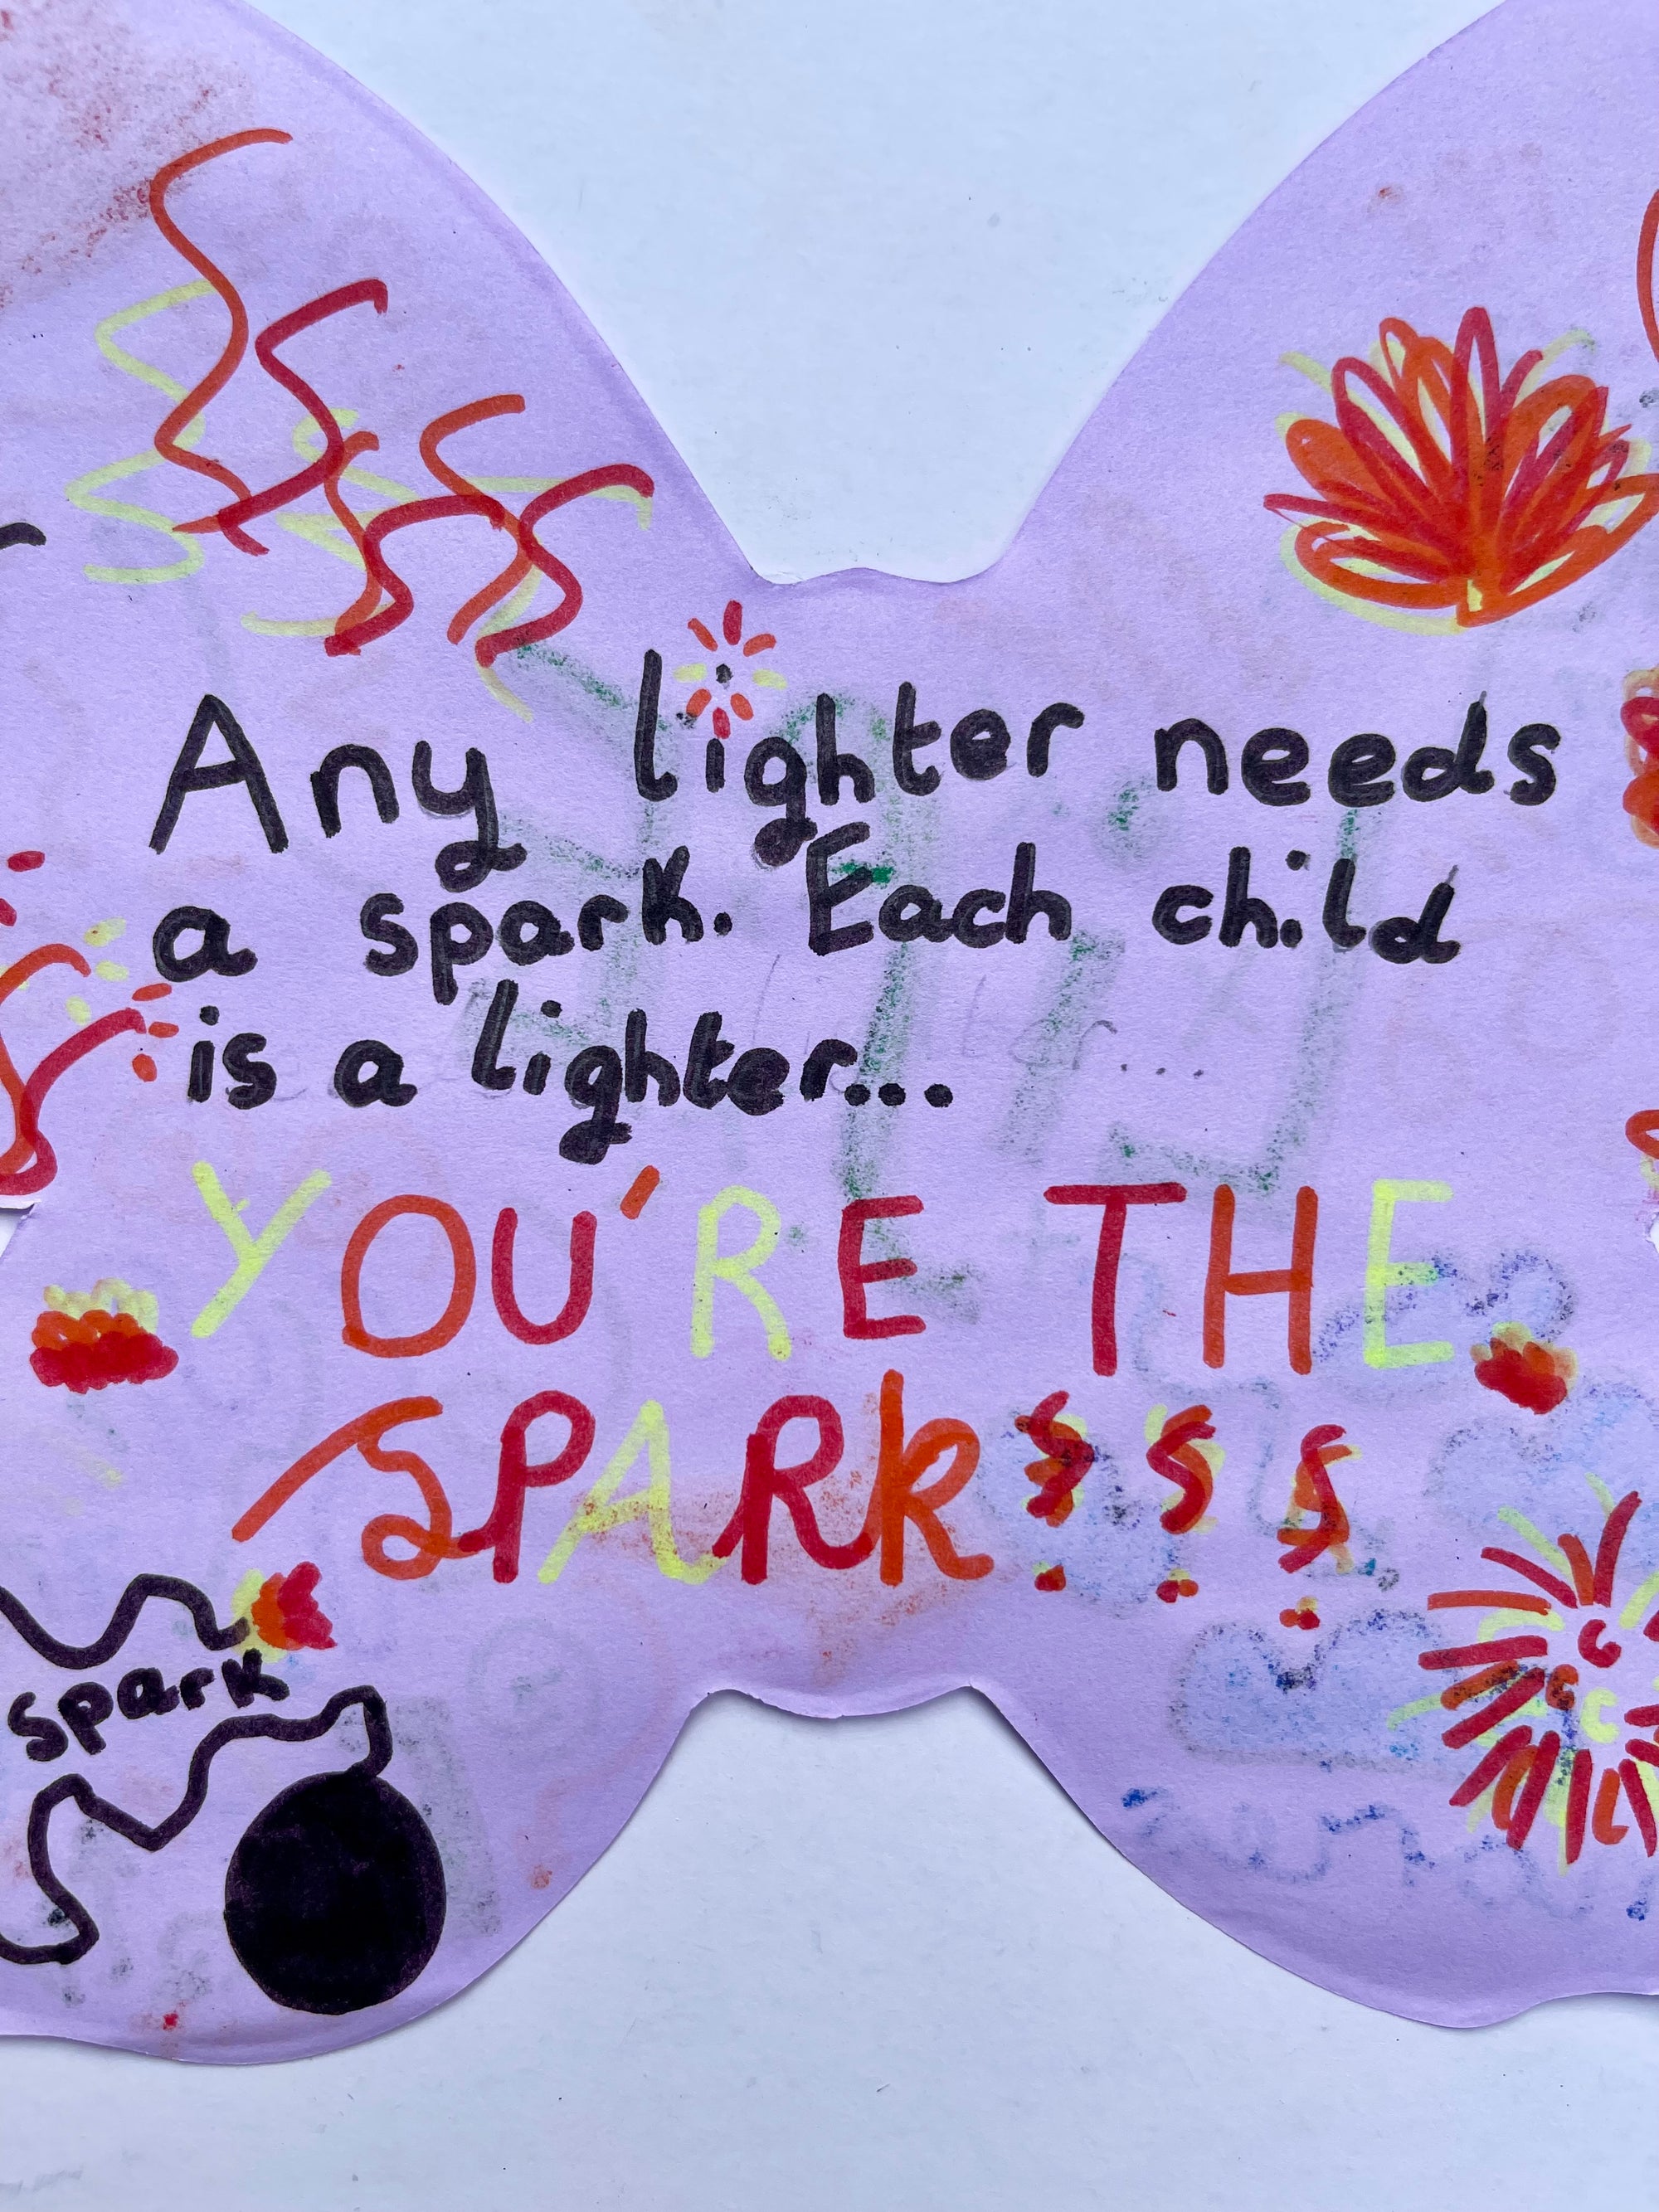 Any lighter needs
a spark. Each child
is a lighter...
YOU'RE THE
SPARK!!!
spark